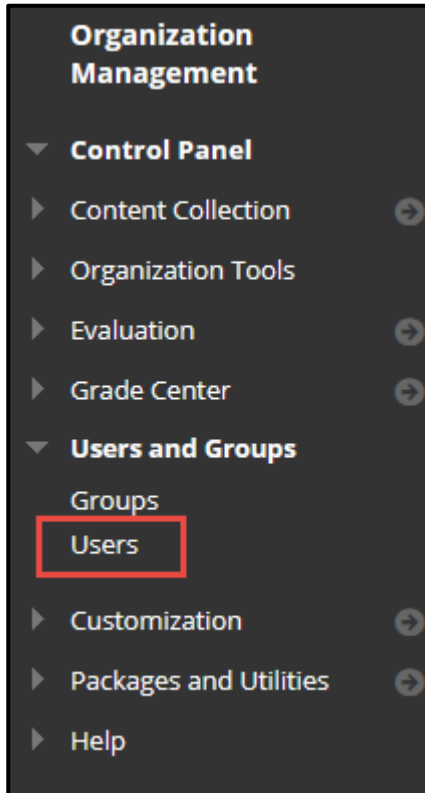 Organization
Management
Control Panel
Content Collection
Organization Tools
Evaluation
Grade Center
Users and Groups
Groups
Users
Customization
Packages and Utilities
Help